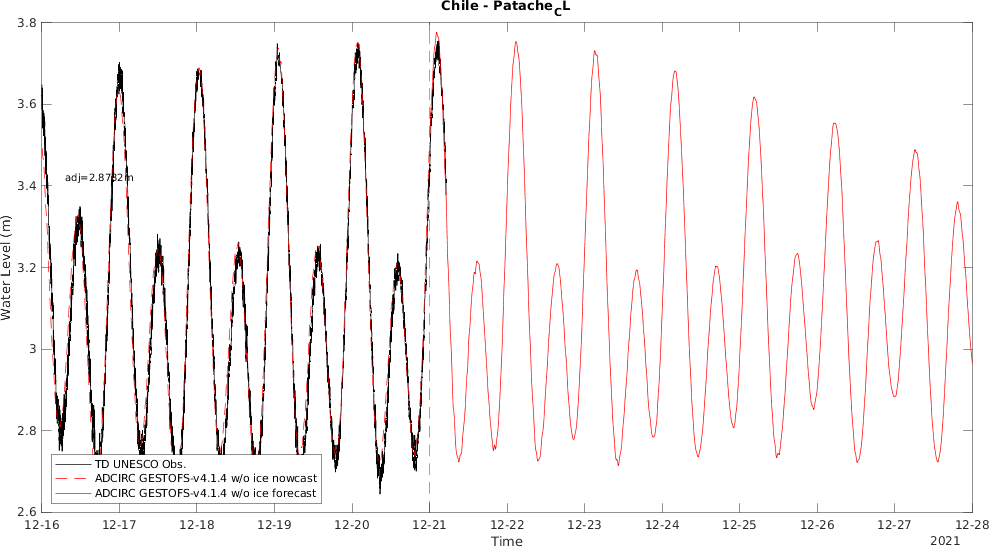 Chile - Patache_CL
3.8
3.6
adj=2.8782m
3.4
3.2
3
2.8
2.6
Water Level (m)
TD UNESCO Obs.
ADCIRC GESTOFS-v4.1.4 w/o ice nowcast
ADCIRC GESTOFS-v4.1.4 w/o ice forecast
12-16 12-17 12-18 12-19 12-20 12-21 12-22 12-23 12-24 12-25 12-26 12-27 12-28
Time
2021